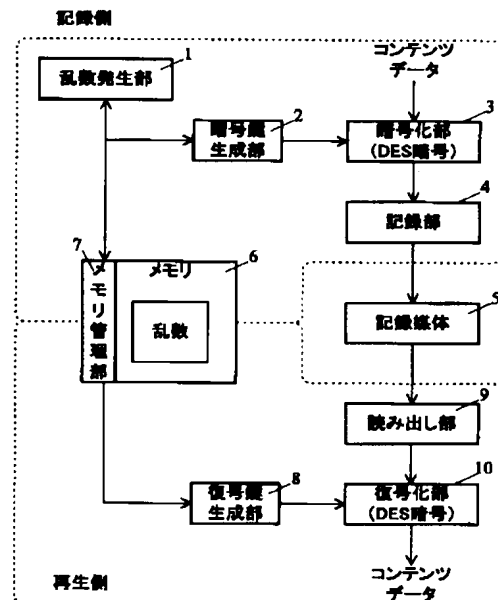 記録側
コンテンツ
データ
1
乱数発生部
2
暗号鍵
生成部
3
暗号化部
(DES暗号)
4
記録部
7
メモリ管理部
メモリ
6
乱数
5
記録媒体
9
読み出し部
8
復号鍵
生成部
10
復号化部
(DES暗号)
再生側
コンテンツ
データ